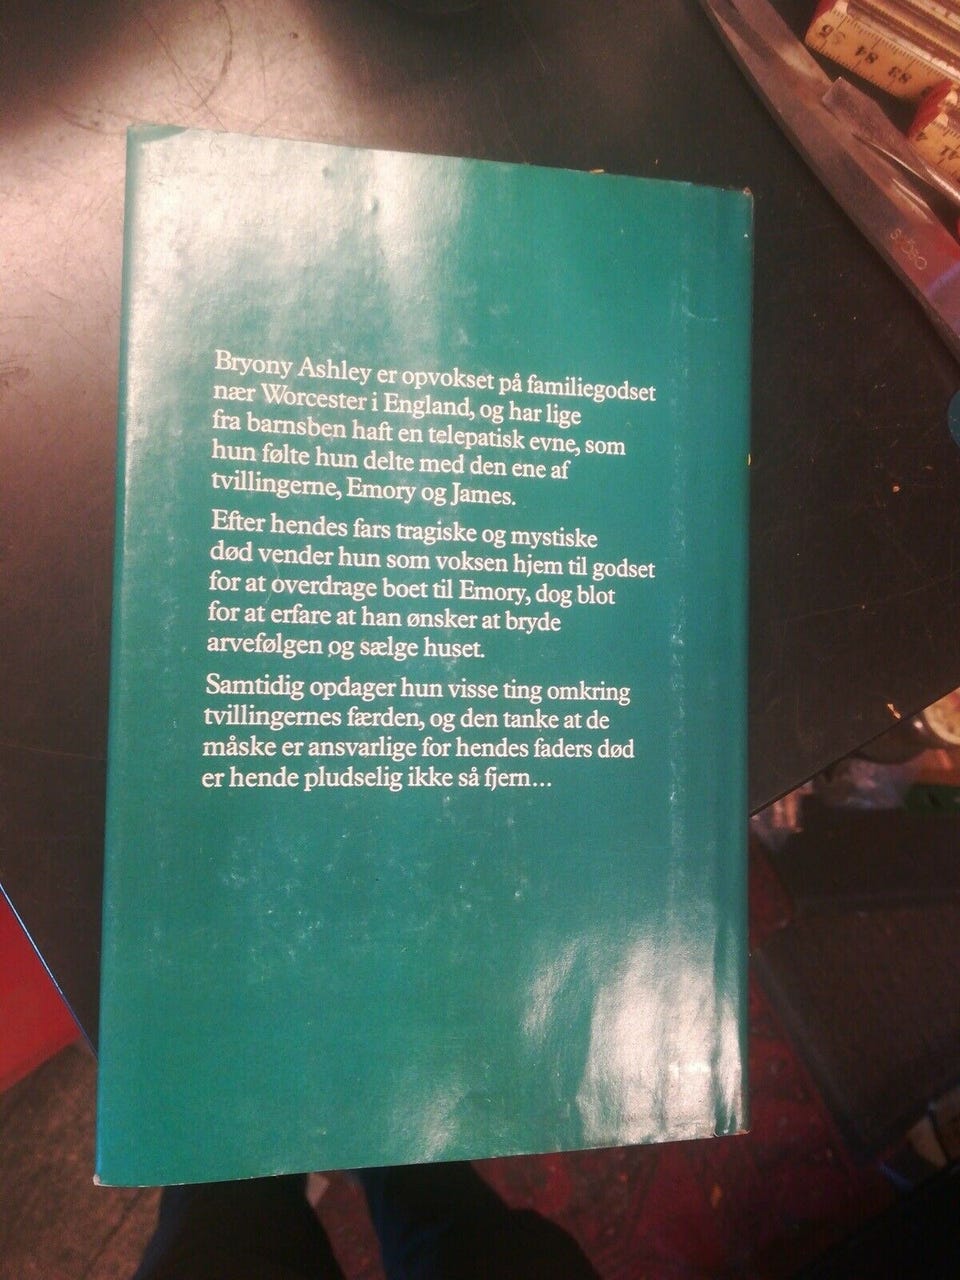 Bryony Ashley er opvokset på familiegodset
nær Worcester i England, og har lige
fra barnsben haft en telepatisk evne, som
hun følte hun delte med den ene af
tvillingerne, Emory og James.
Efter hendes fars tragiske og mystiske
død vender hun som voksen hjem til godset
for at overdrage boet til Emory, dog blot
for at erfare at han ønsker at bryde
arvefølgen og sælge huset.
Samtidig opdager hun visse ting omkring
tvillingernes færden, og den tanke at de
måske er ansvarlige for hendes faders død
er hende pludselig ikke så fjern...
84
83
41